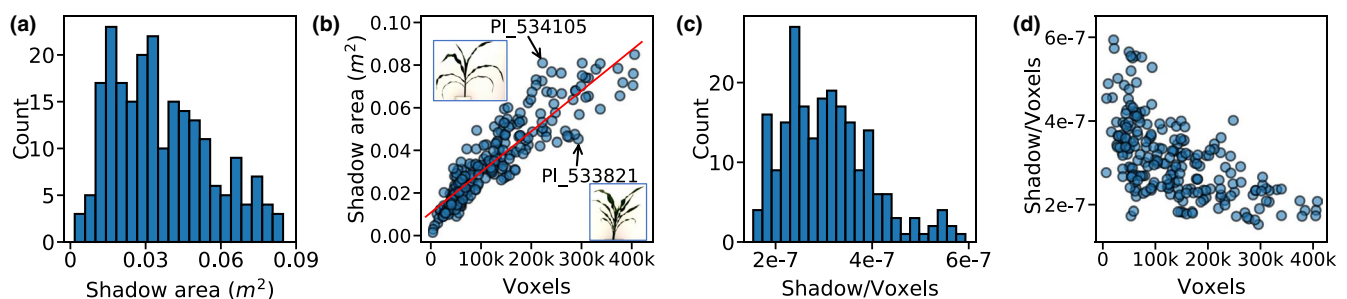 (a)
Count
20
15
10
5
0
0
0.03
0.06
0.09
Shadow area (m²)
(b)
Shadow area (m²)
0.10
0.08
0.06
0.04
0.02
0.00
PI_534105
PI_533821
0
100k
200k
300k
400k
Voxels
(c)
Count
20
10
0
2e-7
4e-7
6e-7
Shadow/Voxels
(d)
Shadow/Voxels
6e-7
4e-7
2e-7
0
100k
200k
300k
400k
Voxels